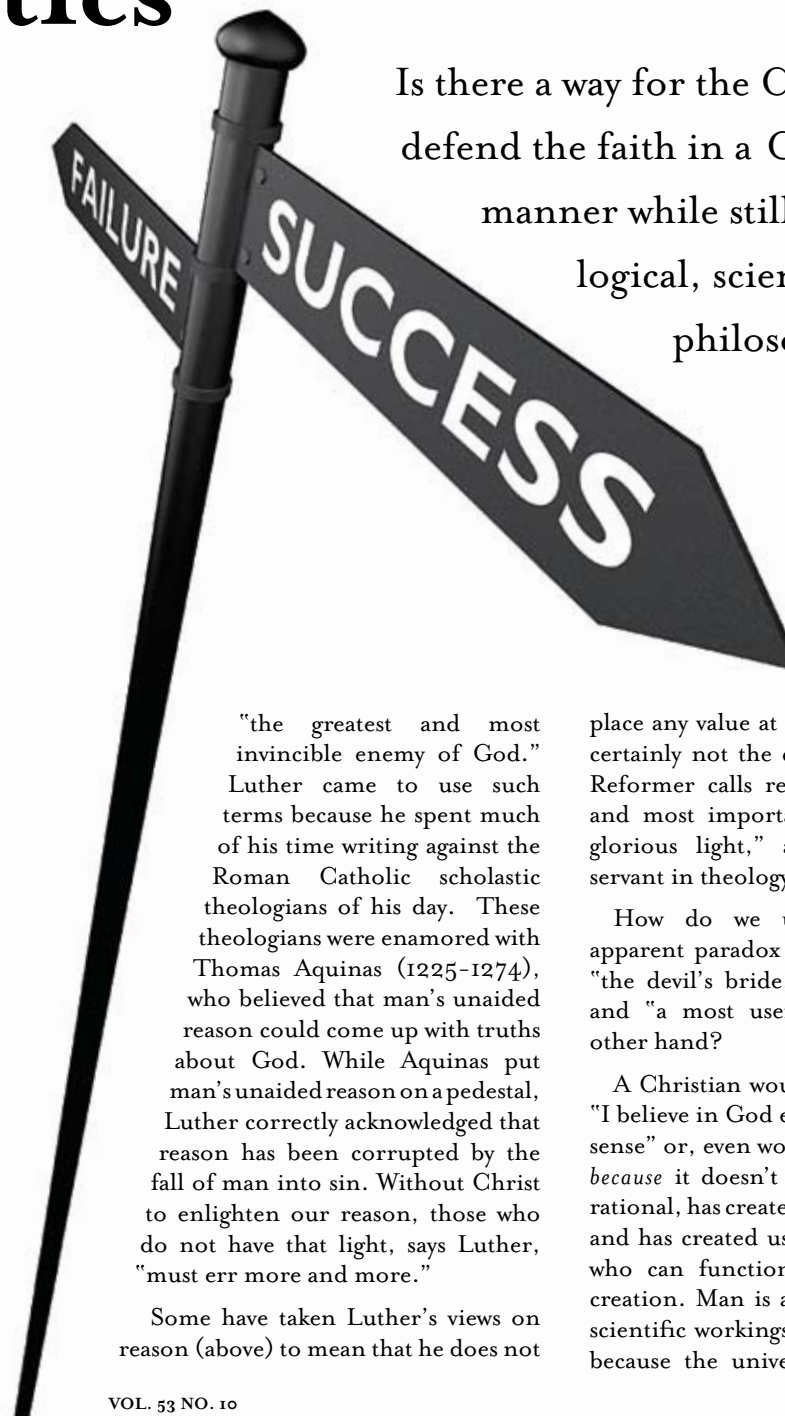 tics
Is there a way for the C
defend the faith in a C
manner while still
logical, scien
philoso
FAILURE
SUCCESS
"the greatest and most
invincible enemy of God."
Luther came to use such
terms because he spent much
of his time writing against the
Roman Catholic scholastic
theologians of his day. These
theologians were enamored with
Thomas Aquinas (1225-1274),
who believed that man's unaided
reason could come up with truths
about God. While Aquinas put
man's unaided reason on a pedestal,
Luther correctly acknowledged that
reason has been corrupted by the
fall of man into sin. Without Christ
to enlighten our reason, those who
do not have that light, says Luther,
"must err more and more."
Some have taken Luther's views on
reason (above) to mean that he does not
place any value at
certainly not the
Reformer calls re
and most importa
glorious light,"
servant in theology
How do we u
apparent paradox
"the devil's bride
and "a most use
other hand?
A Christian wou
"I believe in God e
sense" or, even wo
because it doesn't
rational, has create
and has created us
who can function
creation. Man is a
scientific workings
because the unive
VOL. 53 NO. 10